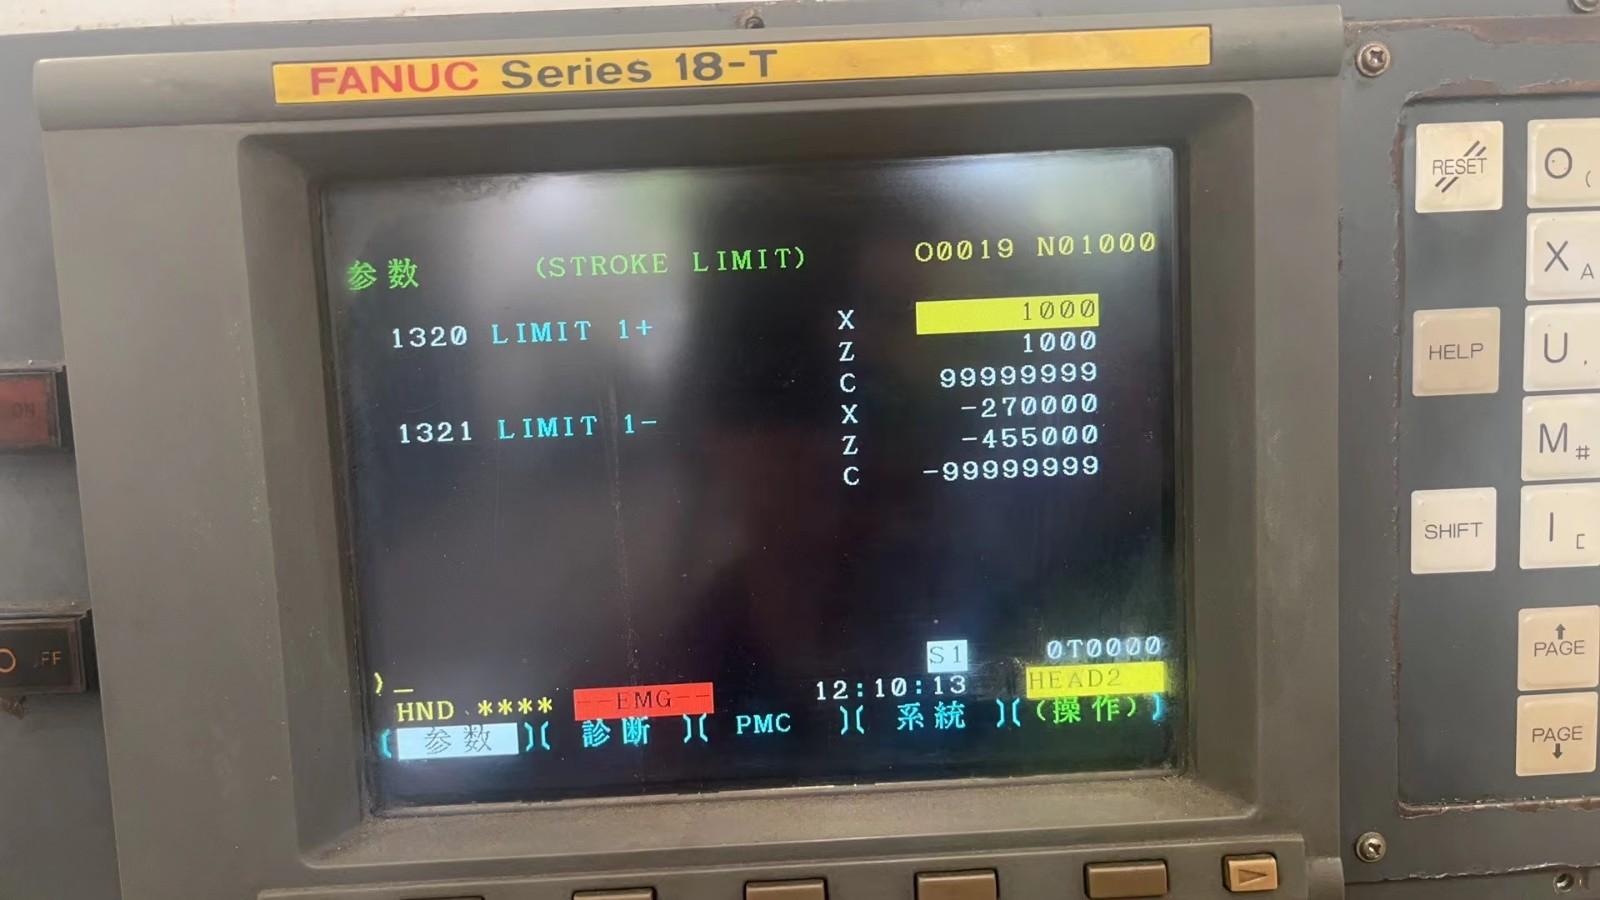 FANUC Series 18-T
参数 (STROKE LIMIT) O0019 N01000
1320 LIMIT 1+ X 1000
Z 1000
C 99999999
1321 LIMIT 1- X -270000
Z -455000
C -99999999
S1 0T0000
)_
HND **** --EMG-- 12:10:13 HEAD2
( 参数 )( 診断 )( PMC )( 系統 )((操作))
RESET
O (
X A
HELP
U ,
M #
SHIFT
I [
↑ PAGE
PAGE ↓
ON
OFF